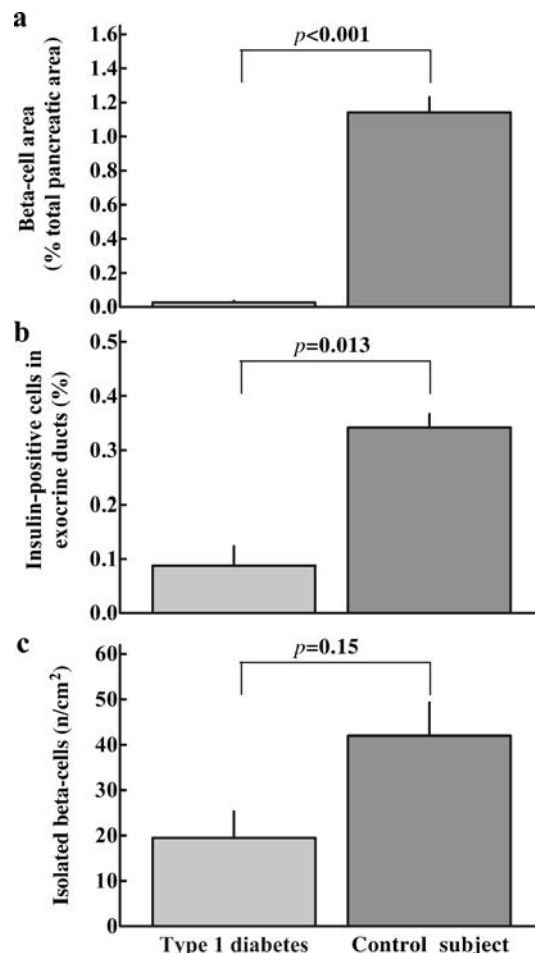 a
Beta-cell area
(% total pancreatic area)
1.6
1.4
1.2
1.0
0.8
0.6
0.4
0.2
0.0
p<0.001
b
Insulin-positive cells in
exocrine ducts (%)
0.5
0.4
0.3
0.2
0.1
0.0
p=0.013
c
Isolated beta-cells (n/cm²)
60
50
40
30
20
10
0
p=0.15
Type 1 diabetes
Control subject